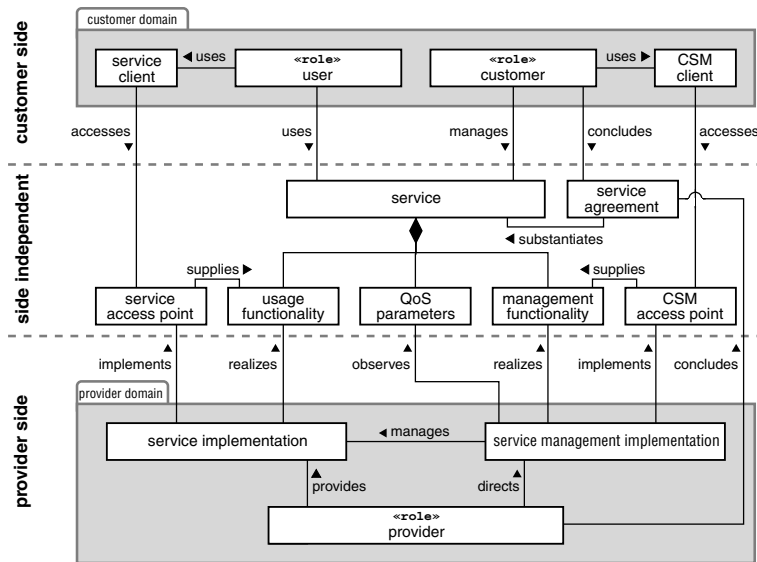 customer side
customer domain
service
client
◄ uses
«role»
user
«role»
customer
uses ►
CSM
client
accesses
uses
manages
concludes
accesses
side independent
service
service
agreement
◄ substantiates
supplies ►
◄ supplies
service
access point
usage
functionality
QoS
parameters
management
functionality
CSM
access point
implements
realizes
observes
realizes
implements
concludes
provider side
provider domain
service implementation
◄ manages
service management implementation
provides
directs
«role»
provider